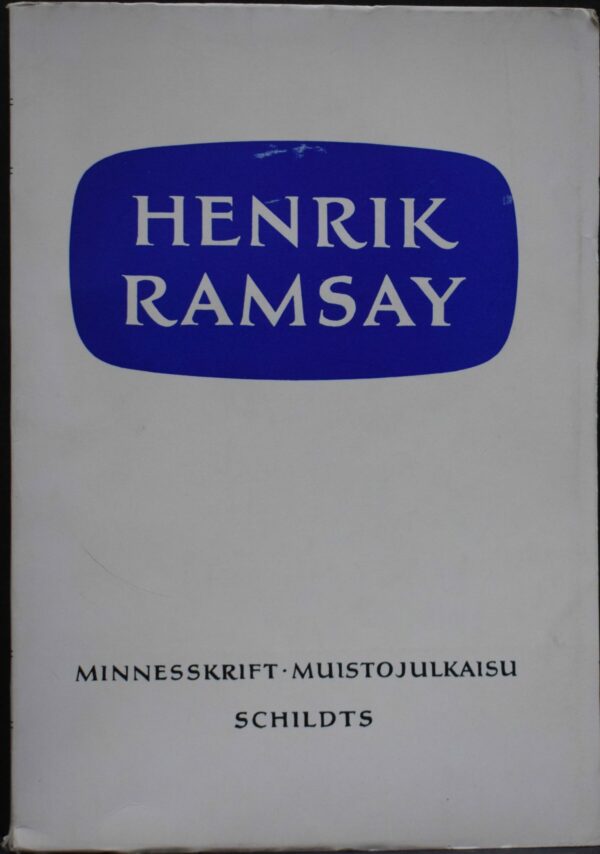 HENRIK
RAMSAY
MINNESSKRIFT · MUISTOJULKAISU
SCHILDTS